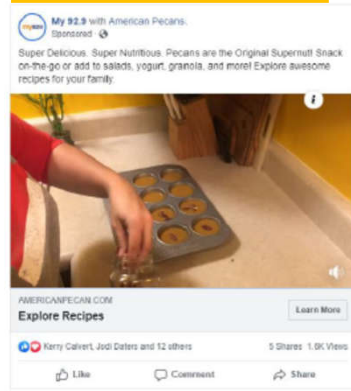 My 92.9 with American Pecans.
Sponsored ·
Super Delicious. Super Nutritious. Pecans are the Original Supernut! Snack
on-the-go or add to salads, yogurt, granola, and more! Explore awesome
recipes for your family.
AMERICANPECAN.COM
Explore Recipes
Learn More
Kerry Calvert, Jodi Daters and 12 others
5 Shares 1.6K Views
Like Comment Share